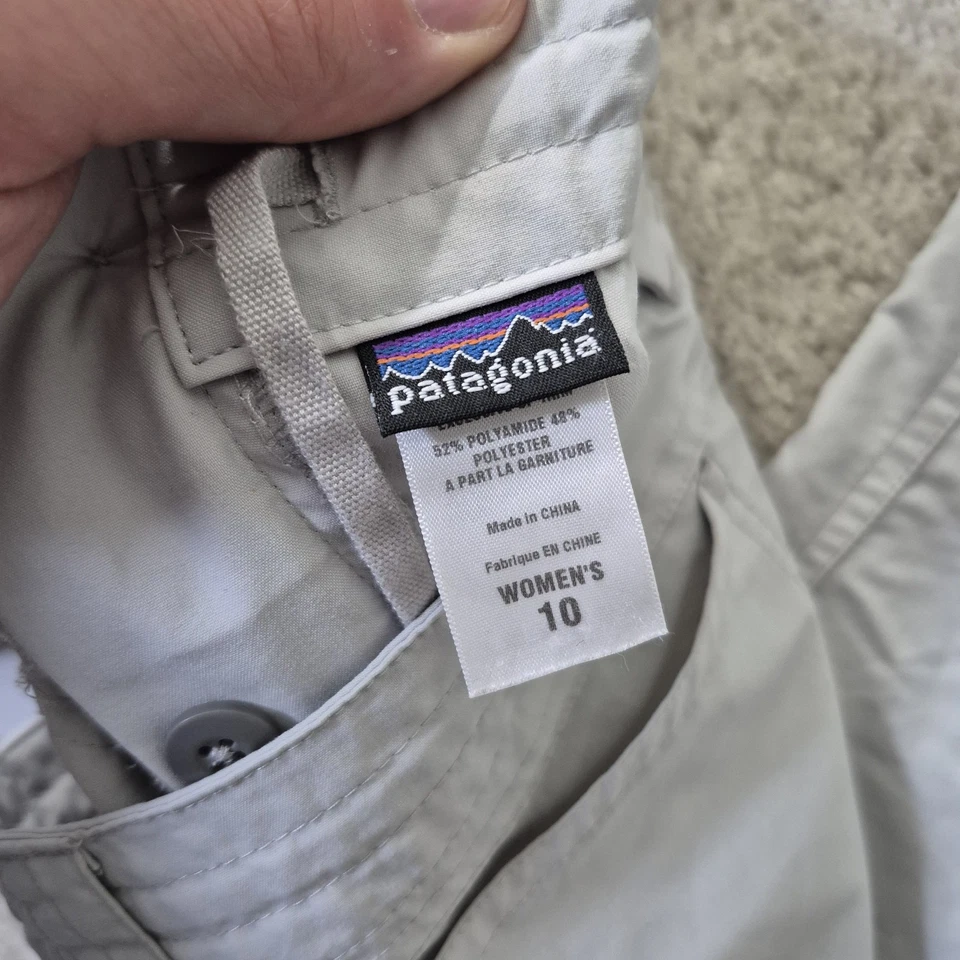 patagonia
52% POLYAMIDE 48%
POLYESTER
A PART LA GARNITURE
Made in CHINA
Fabrique EN CHINE
WOMEN'S
10